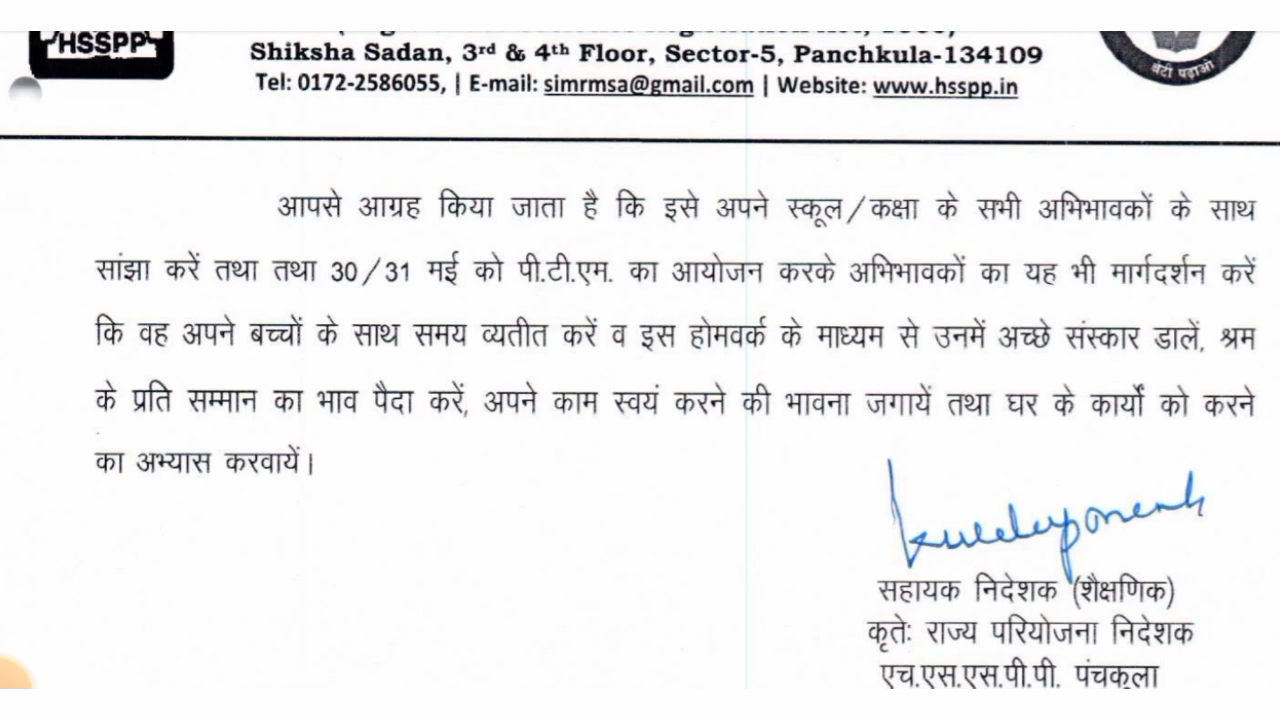 HSSPP
Shiksha Sadan, 3rd & 4th Floor, Sector-5, Panchkula-134109
Tel: 0172-2586055, | E-mail: simrmsa@gmail.com | Website: www.hsspp.in
बेटी पढ़ाओ
आपसे आग्रह किया जाता है कि इसे अपने स्कूल/कक्षा के सभी अभिभावकों के साथ
सांझा करें तथा तथा 30/31 मई को पी.टी.एम. का आयोजन करके अभिभावकों का यह भी मार्गदर्शन करें
कि वह अपने बच्चों के साथ समय व्यतीत करें व इस होमवर्क के माध्यम से उनमें अच्छे संस्कार डालें, श्रम
के प्रति सम्मान का भाव पैदा करें, अपने काम स्वयं करने की भावना जगायें तथा घर के कार्यों को करने
का अभ्यास करवायें।
सहायक निदेशक (शैक्षणिक)
कृतेः राज्य परियोजना निदेशक
एच.एस.एस.पी.पी. पंचकूला